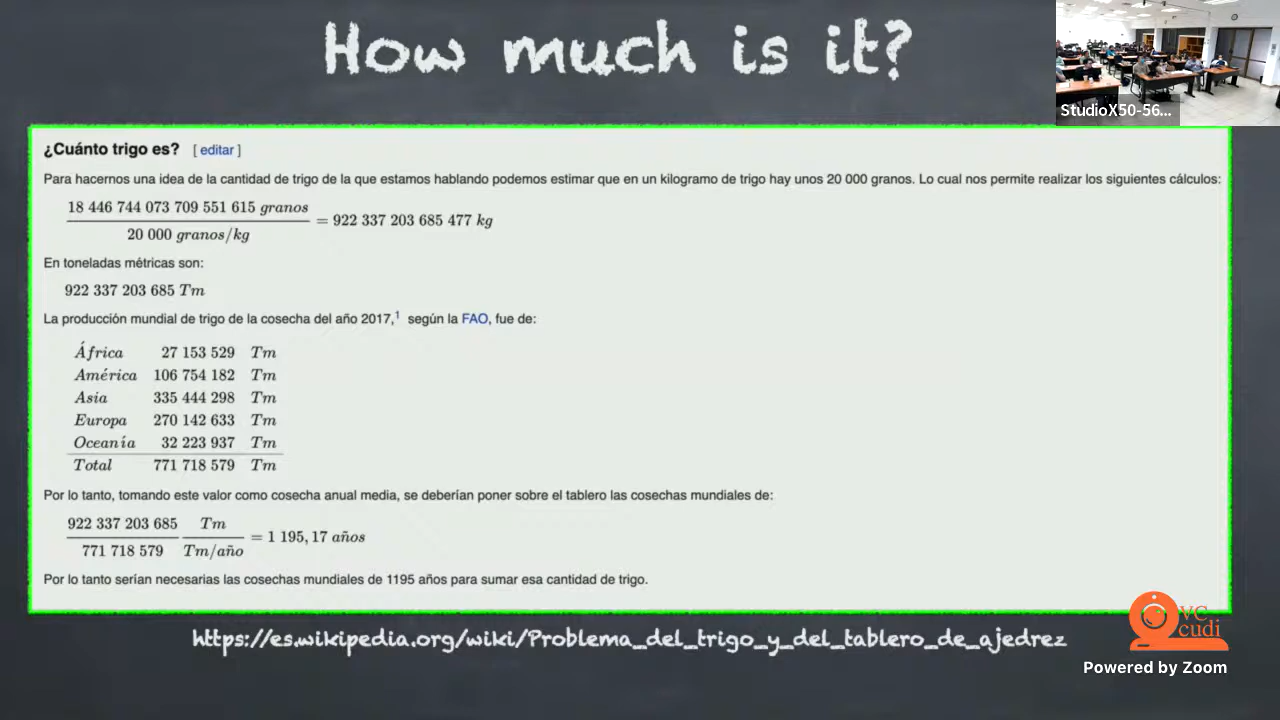 How much is it?
StudioX50-56...
¿Cuánto trigo es? [ editar ]
Para hacernos una idea de la cantidad de trigo de la que estamos hablando podemos estimar que en un kilogramo de trigo hay unos 20 000 granos. Lo cual nos permite realizar los siguientes cálculos:
18 446 744 073 709 551 615 granos
20 000 granos/kg
= 922 337 203 685 477 kg
En toneladas métricas son:
922 337 203 685 Tm
La producción mundial de trigo de la cosecha del año 2017,1 según la FAO, fue de:
África 27 153 529 Tm
América 106 754 182 Tm
Asia 335 444 298 Tm
Europa 270 142 633 Tm
Oceanía 32 223 937 Tm
Total 771 718 579 Tm
Por lo tanto, tomando este valor como cosecha anual media, se deberían poner sobre el tablero las cosechas mundiales de:
922 337 203 685 Tm
771 718 579 Tm/año
= 1 195, 17 años
Por lo tanto serían necesarias las cosechas mundiales de 1195 años para sumar esa cantidad de trigo.
https://es.wikipedia.org/wiki/Problema_del_trigo_y_del_tablero_de_ajedrez
VC
cudi
Powered by Zoom